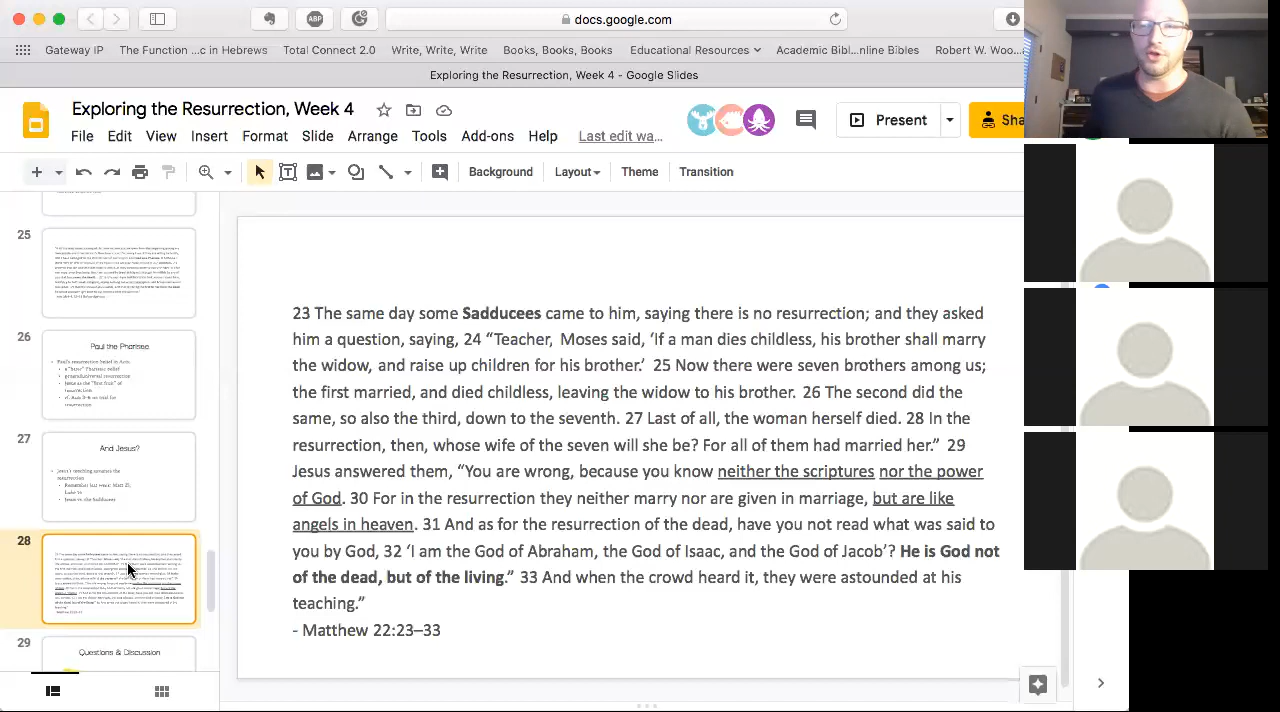 docs.google.com
ABP
Gateway IP The Function ...c in Hebrews Total Connect 2.0 Write, Write, Write Books, Books, Books Educational Resources Academic Bibl...nline Bibles Robert W. Woo...
Exploring the Resurrection, Week 4 - Google Slides
Exploring the Resurrection, Week 4
File Edit View Insert Format Slide Arrange Tools Add-ons Help Last edit wa...
Present
Sha
Background Layout Theme Transition
25
26
Paul the Pharisee
27
And Jesus?
Jesus's teaching assumes the
resurrection
28
29
Questions & Discussion
23 The same day some Sadducees came to him, saying there is no resurrection; and they asked
him a question, saying, 24 “Teacher, Moses said, ‘If a man dies childless, his brother shall marry
the widow, and raise up children for his brother.’ 25 Now there were seven brothers among us;
the first married, and died childless, leaving the widow to his brother. 26 The second did the
same, so also the third, down to the seventh. 27 Last of all, the woman herself died. 28 In the
resurrection, then, whose wife of the seven will she be? For all of them had married her.” 29
Jesus answered them, “You are wrong, because you know neither the scriptures nor the power
of God. 30 For in the resurrection they neither marry nor are given in marriage, but are like
angels in heaven. 31 And as for the resurrection of the dead, have you not read what was said to
you by God, 32 ‘I am the God of Abraham, the God of Isaac, and the God of Jacob’? He is God not
of the dead, but of the living.” 33 And when the crowd heard it, they were astounded at his
teaching.”
- Matthew 22:23–33